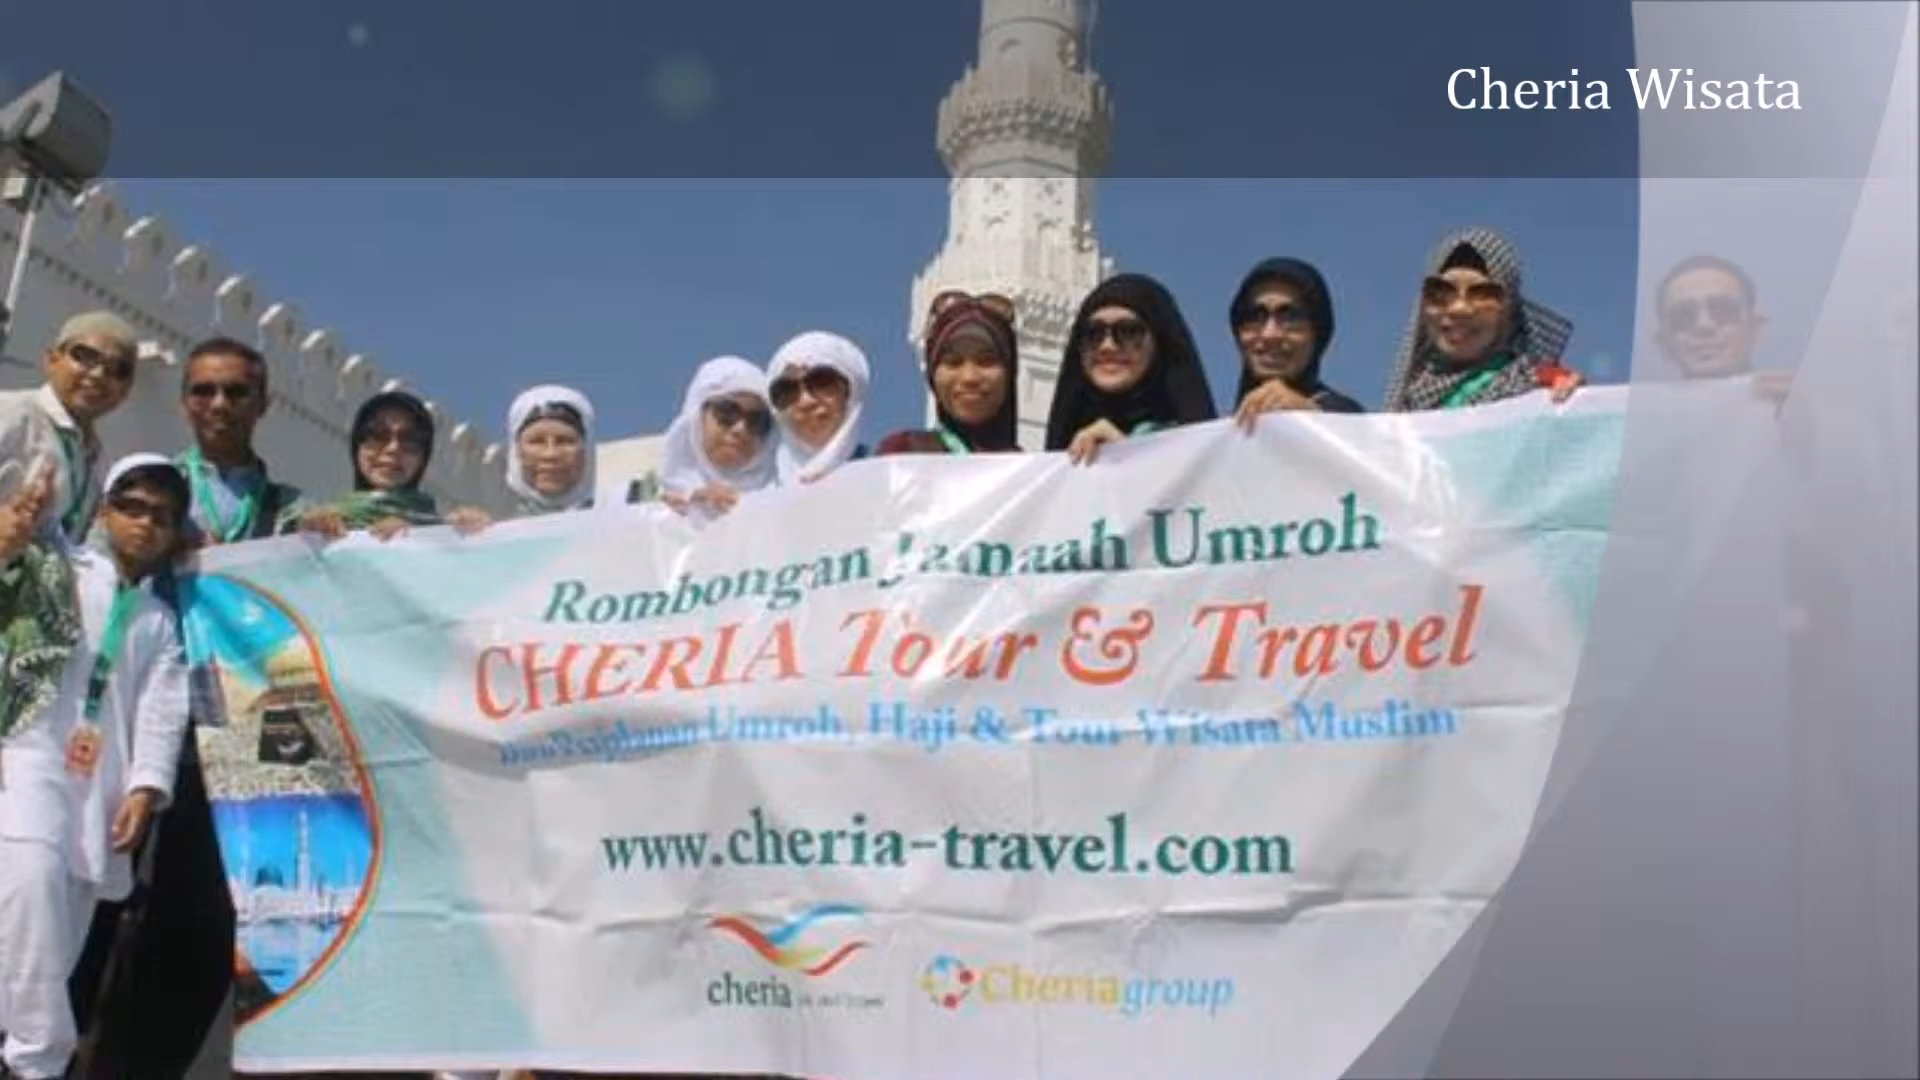 Cheria Wisata
Rombongan Jamaah Umroh
CHERIA Tour & Travel
Umroh, Haji & Tour Wisata Muslim
www.cheria-travel.com
cheria
Cheriagroup